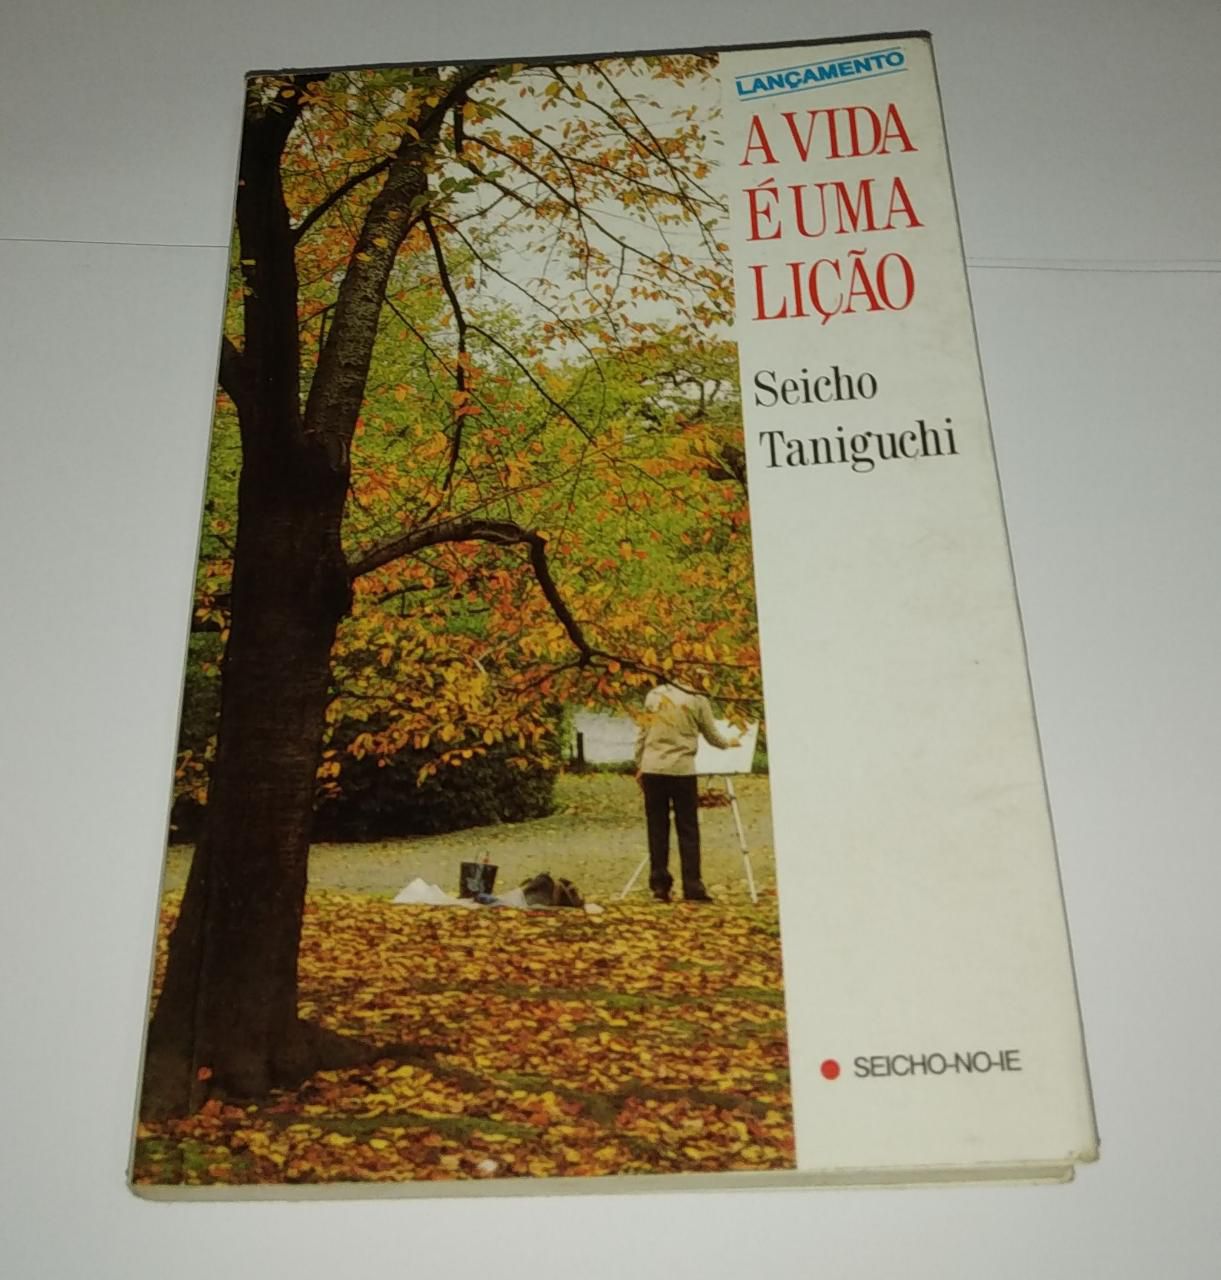 LANÇAMENTO
A VIDA
É UMA
LIÇÃO
Seicho
Taniguchi
SEICHO-NO-IE